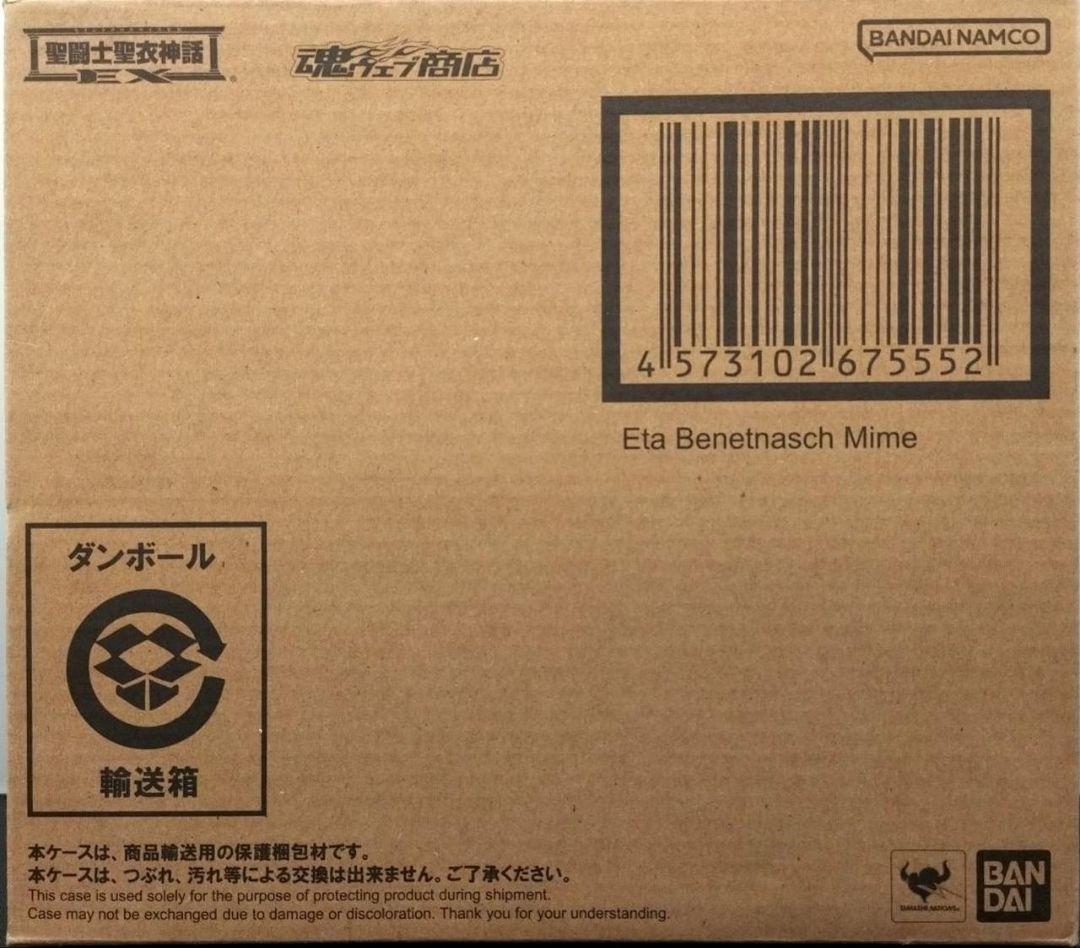 聖闘士聖衣神話
EX
魂ウェブ商店
BANDAI NAMCO
4 573102 675552
Eta Benetnasch Mime
ダンボール
輸送箱
本ケースは、商品輸送用の保護梱包材です。
本ケースは、つぶれ、汚れ等による交換は出来ません。ご了承ください。
This case is used solely for the purpose of protecting product during shipment.
Case may not be exchanged due to damage or discoloration. Thank you for your understanding.
TAMASHII NATIONS
BAN
DAI